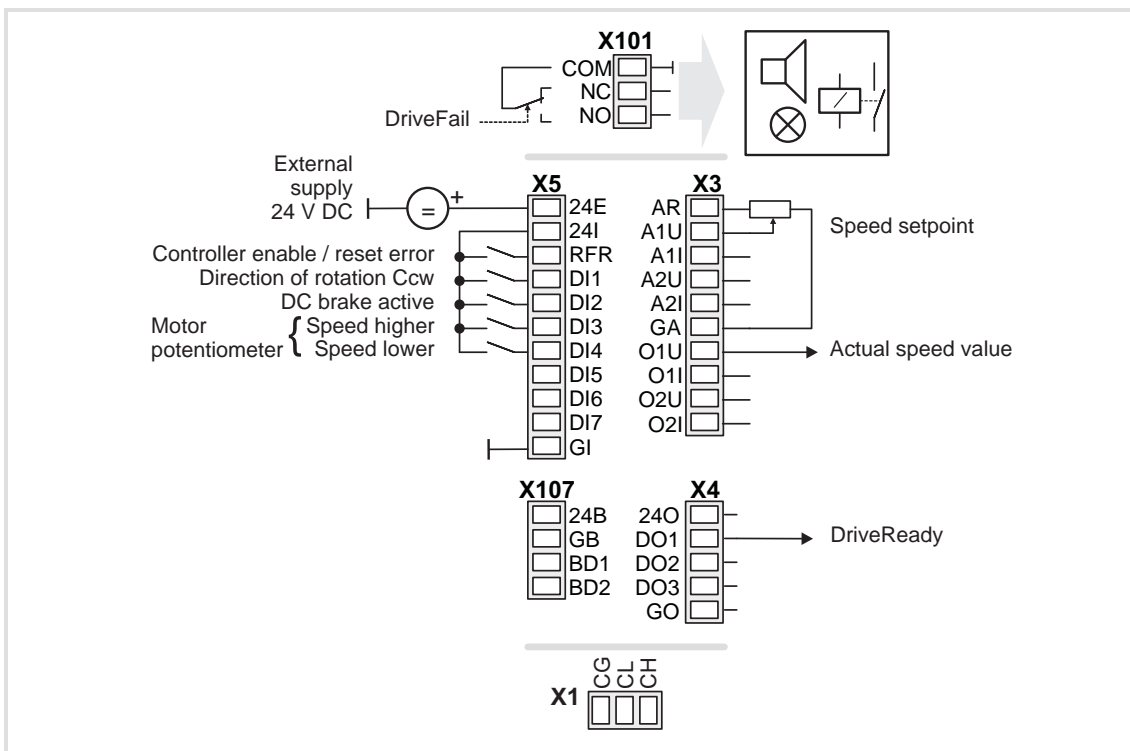 X101
COM
NC
NO
DriveFail
External
supply
24 V DC
=
+
X5
24E
24I
RFR
DI1
DI2
DI3
DI4
DI5
DI6
DI7
GI
Controller enable / reset error
Direction of rotation Ccw
DC brake active
Motor
potentiometer
{
Speed higher
Speed lower
X3
AR
A1U
A1I
A2U
A2I
GA
O1U
O1I
O2U
O2I
Speed setpoint
Actual speed value
X107
24B
GB
BD1
BD2
X4
24O
DO1
DO2
DO3
GO
DriveReady
X1
CG
CL
CH